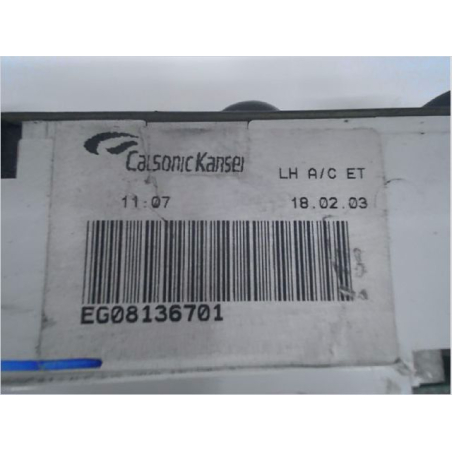 CalsonicKansei
LH A/C ET
11:07 18.02.03
EG08136701